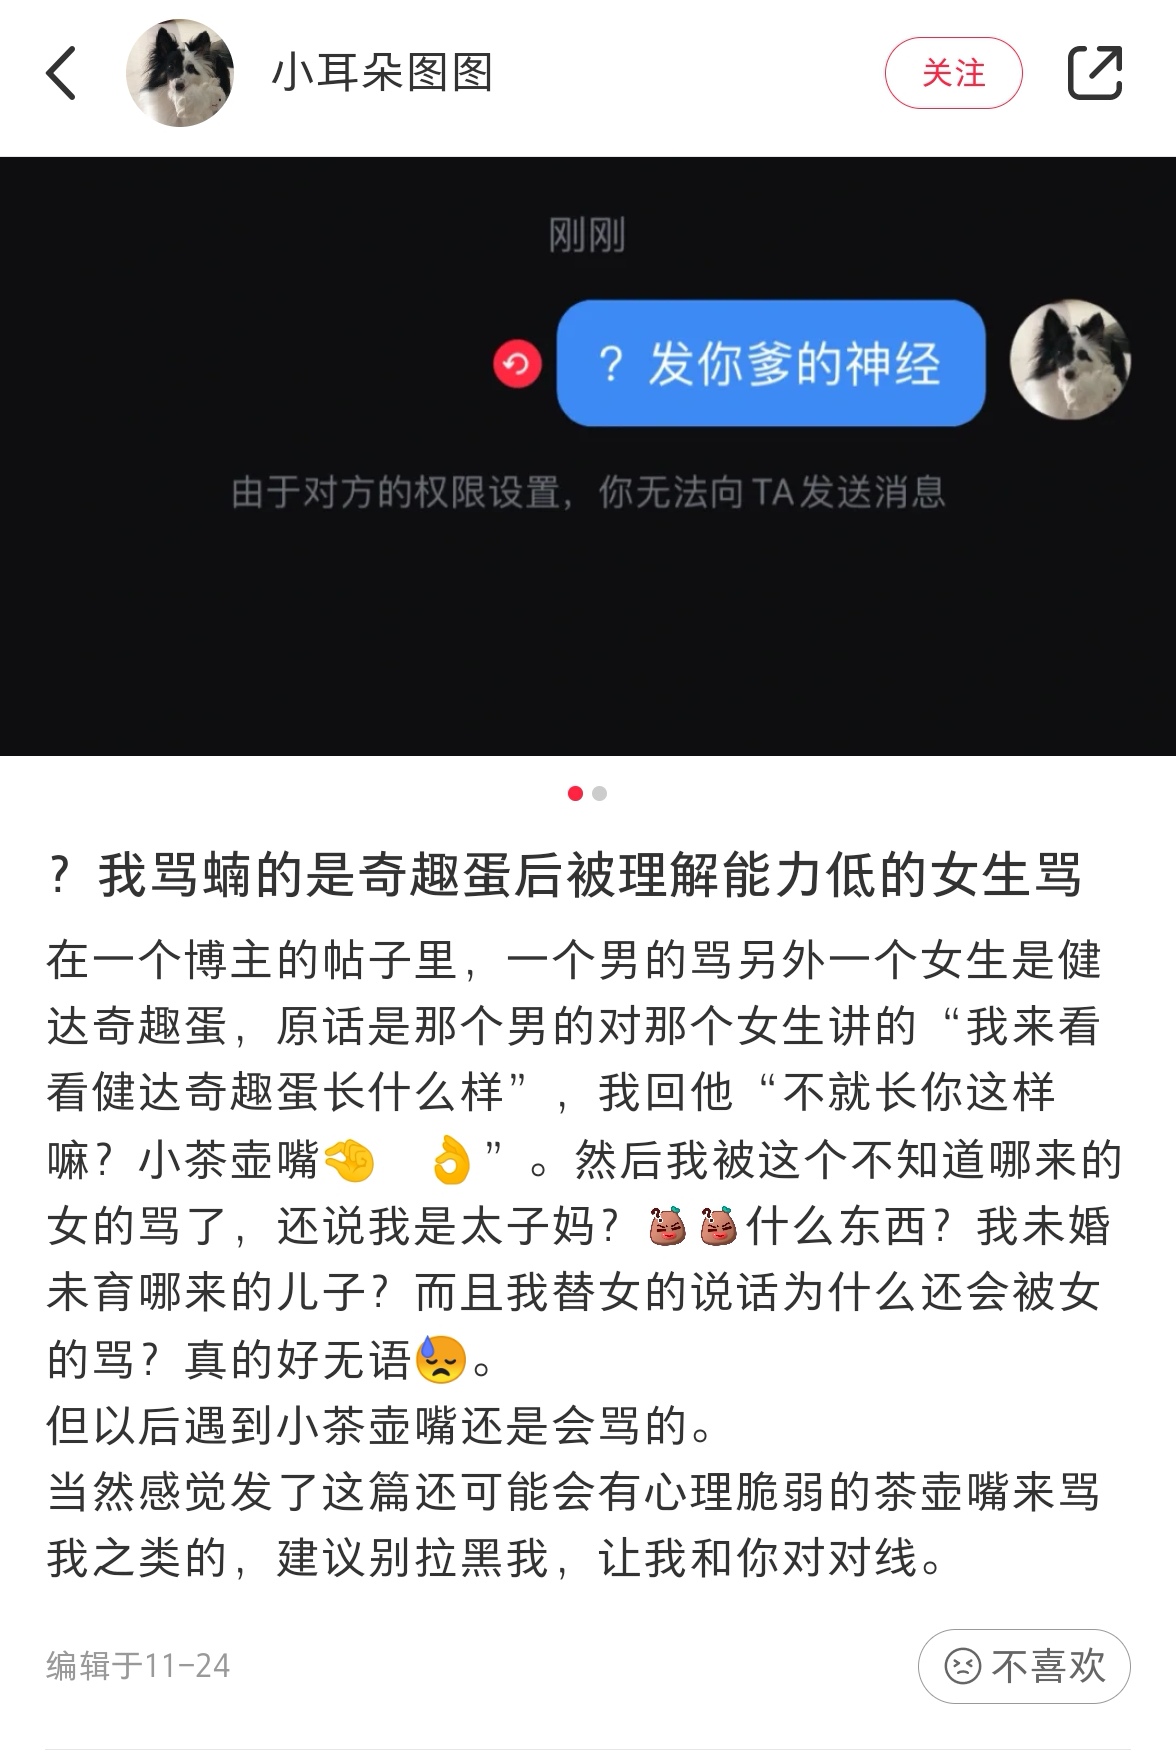 小耳朵图图
关注
刚刚
？发你爹的神经
由于对方的权限设置，你无法向TA发送消息
？我骂蝻的是奇趣蛋后被理解能力低的女生骂
在一个博主的帖子里，一个男的骂另外一个女生是健
达奇趣蛋，原话是那个男的对那个女生讲的“我来看
看健达奇趣蛋长什么样”，我回他“不就长你这样
嘛？小茶壶嘴🤏 👌”。然后我被这个不知道哪来的
女的骂了，还说我是太子妈？什么东西？我未婚
未育哪来的儿子？而且我替女的说话为什么还会被女
的骂？真的好无语😓。
但以后遇到小茶壶嘴还是会骂的。
当然感觉发了这篇还可能会有心理脆弱的茶壶嘴来骂
我之类的，建议别拉黑我，让我和你对对线。
编辑于11-24
不喜欢